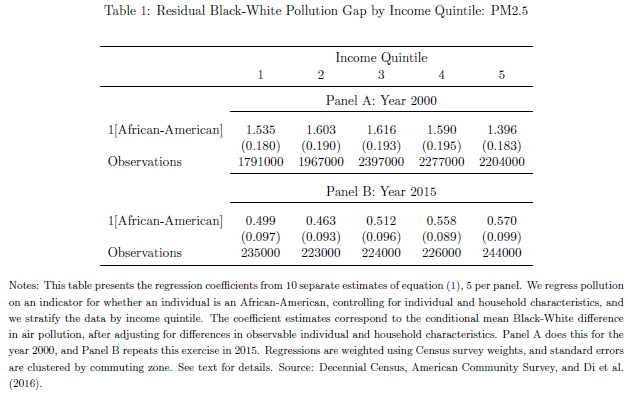 Table 1: Residual Black-White Pollution Gap by Income Quintile: PM2.5
Income Quintile
1 2 3 4 5
Panel A: Year 2000
1[African-American] 1.535 1.603 1.616 1.590 1.396
(0.180) (0.190) (0.193) (0.195) (0.183)
Observations 1791000 1967000 2397000 2277000 2204000
Panel B: Year 2015
1[African-American] 0.499 0.463 0.512 0.558 0.570
(0.097) (0.093) (0.096) (0.089) (0.099)
Observations 235000 223000 224000 226000 244000
Notes: This table presents the regression coefficients from 10 separate estimates of equation (1), 5 per panel. We regress pollution
on an indicator for whether an individual is an African-American, controlling for individual and household characteristics, and
we stratify the data by income quintile. The coefficient estimates correspond to the conditional mean Black-White difference
in air pollution, after adjusting for differences in observable individual and household characteristics. Panel A does this for the
year 2000, and Panel B repeats this exercise in 2015. Regressions are weighted using Census survey weights, and standard errors
are clustered by commuting zone. See text for details. Source: Decennial Census, American Community Survey, and Di et al.
(2016).